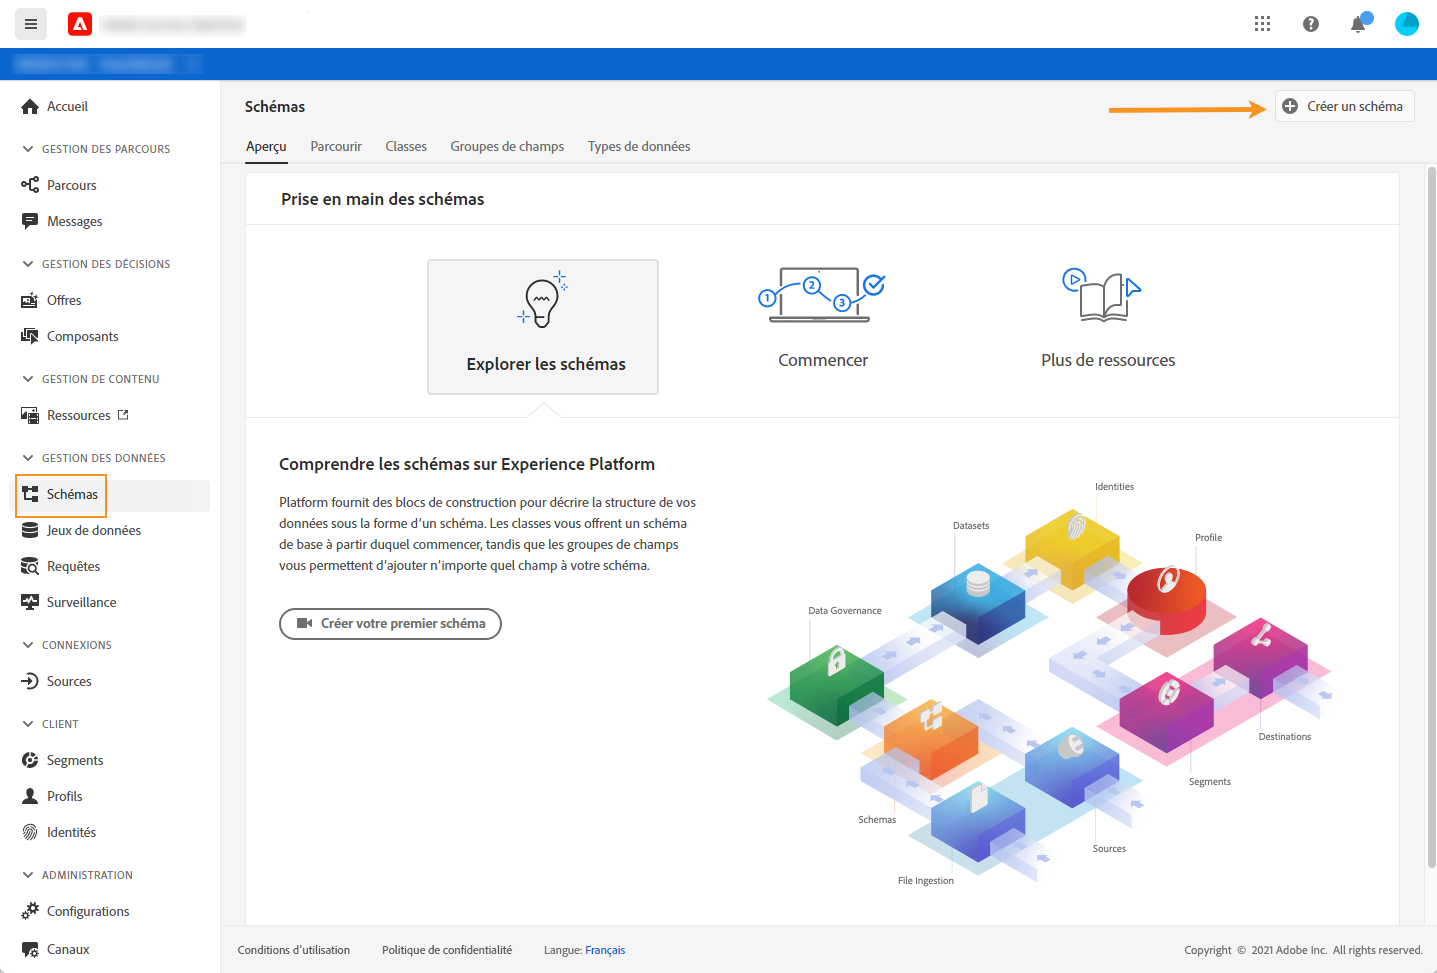 Accueil
GESTION DES PARCOURS
Parcours
Messages
GESTION DES DÉCISIONS
Offres
Composants
GESTION DE CONTENU
Ressources
GESTION DES DONNÉES
Schémas
Jeux de données
Requêtes
Surveillance
CONNEXIONS
Sources
CLIENT
Segments
Profils
Identités
ADMINISTRATION
Configurations
Canaux
Schémas
Créer un schéma
Aperçu Parcourir Classes Groupes de champs Types de données
Prise en main des schémas
1 2 3
Explorer les schémas
Commencer
Plus de ressources
Comprendre les schémas sur Experience Platform
Platform fournit des blocs de construction pour décrire la structure de vos
données sous la forme d'un schéma. Les classes vous offrent un schéma
de base à partir duquel commencer, tandis que les groupes de champs
vous permettent d'ajouter n'importe quel champ à votre schéma.
Créer votre premier schéma
Identities
Datasets
Profile
Data Governance
Destinations
Segments
Schemas
Sources
File Ingestion
Conditions d'utilisation Politique de confidentialité Langue: Français Copyright © 2021 Adobe Inc. All rights reserved.